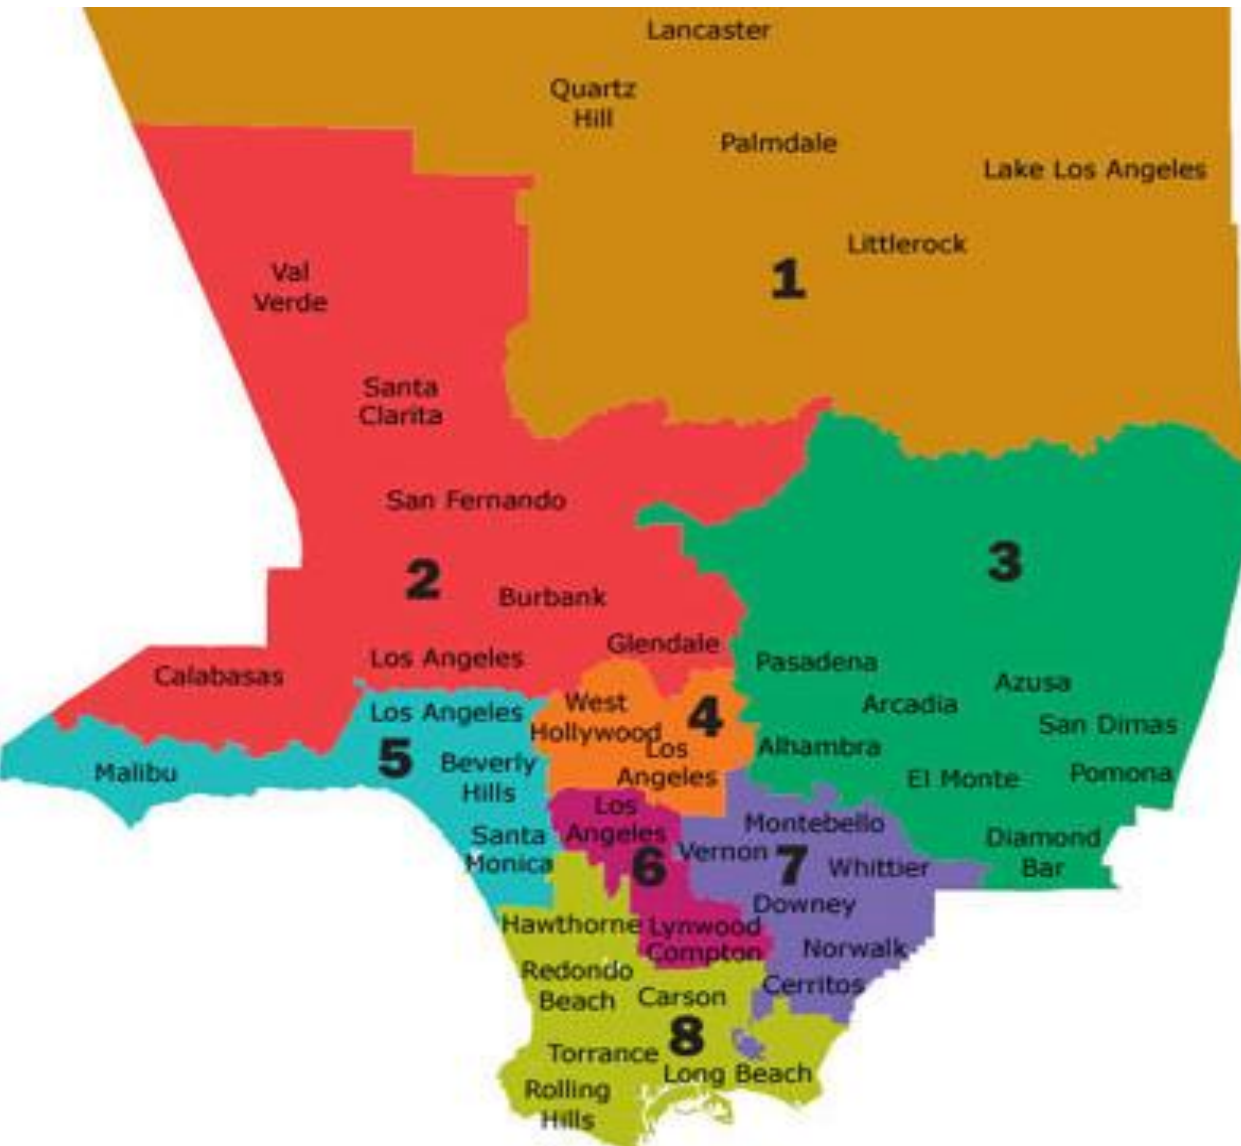 Lancaster
Quartz
Hill
Palmdale
Lake Los Angeles
Littlerock
1
Val
Verde
Santa
Clarita
San Fernando
2
Burbank
Glendale
Los Angeles
Calabasas
3
Pasadena
Azusa
Arcadia
San Dimas
Alhambra
El Monte
Pomona
Diamond
Bar
West
Hollywood
4
Los
Angeles
Los Angeles
5
Beverly
Hills
Malibu
Santa
Monica
Los
Angeles
6
Lynwood
Compton
Montebello
Vernon
7
Whittier
Downey
Norwalk
Cerritos
Hawthorne
Redondo
Beach
Carson
8
Torrance
Long Beach
Rolling
Hills